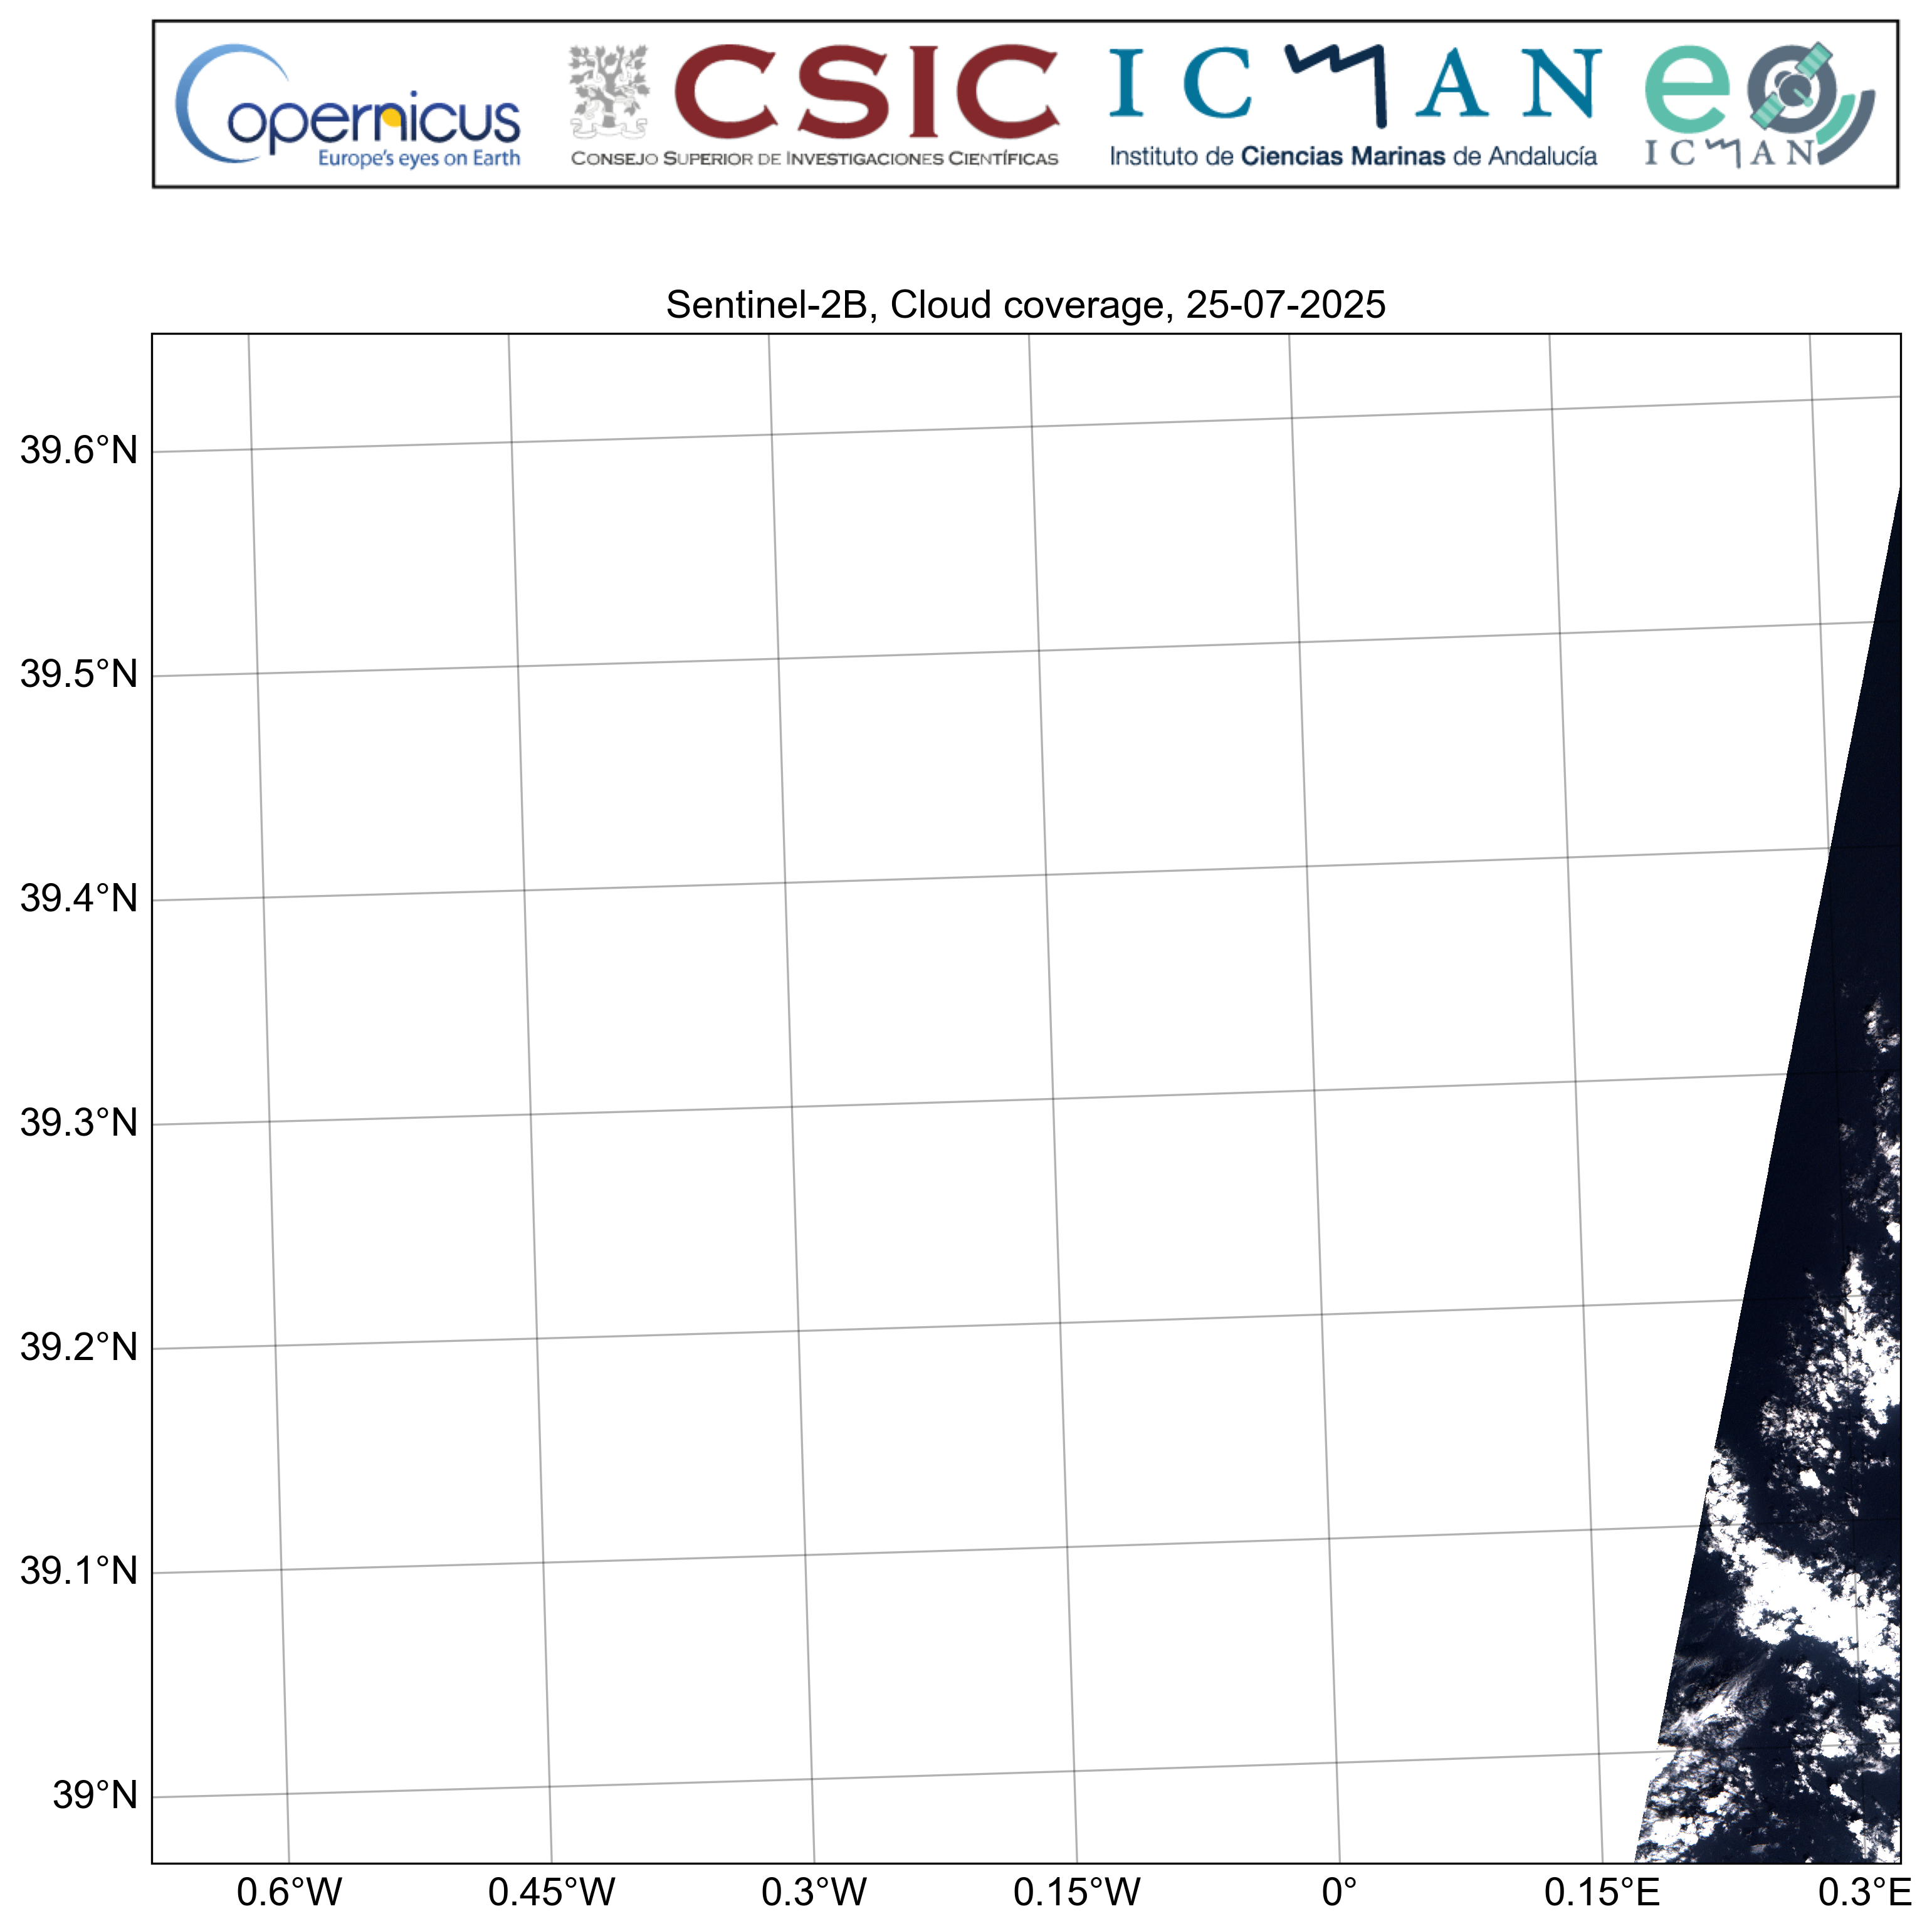 Copernicus
Europe's eyes on Earth
CSIC
CONSEJO SUPERIOR DE INVESTIGACIONES CIENTÍFICAS
ICMAN
Instituto de Ciencias Marinas de Andalucía
eo
ICMAN
Sentinel-2B, Cloud coverage, 25-07-2025
39.6°N
39.5°N
39.4°N
39.3°N
39.2°N
39.1°N
39°N
0.6°W 0.45°W 0.3°W 0.15°W 0° 0.15°E 0.3°E